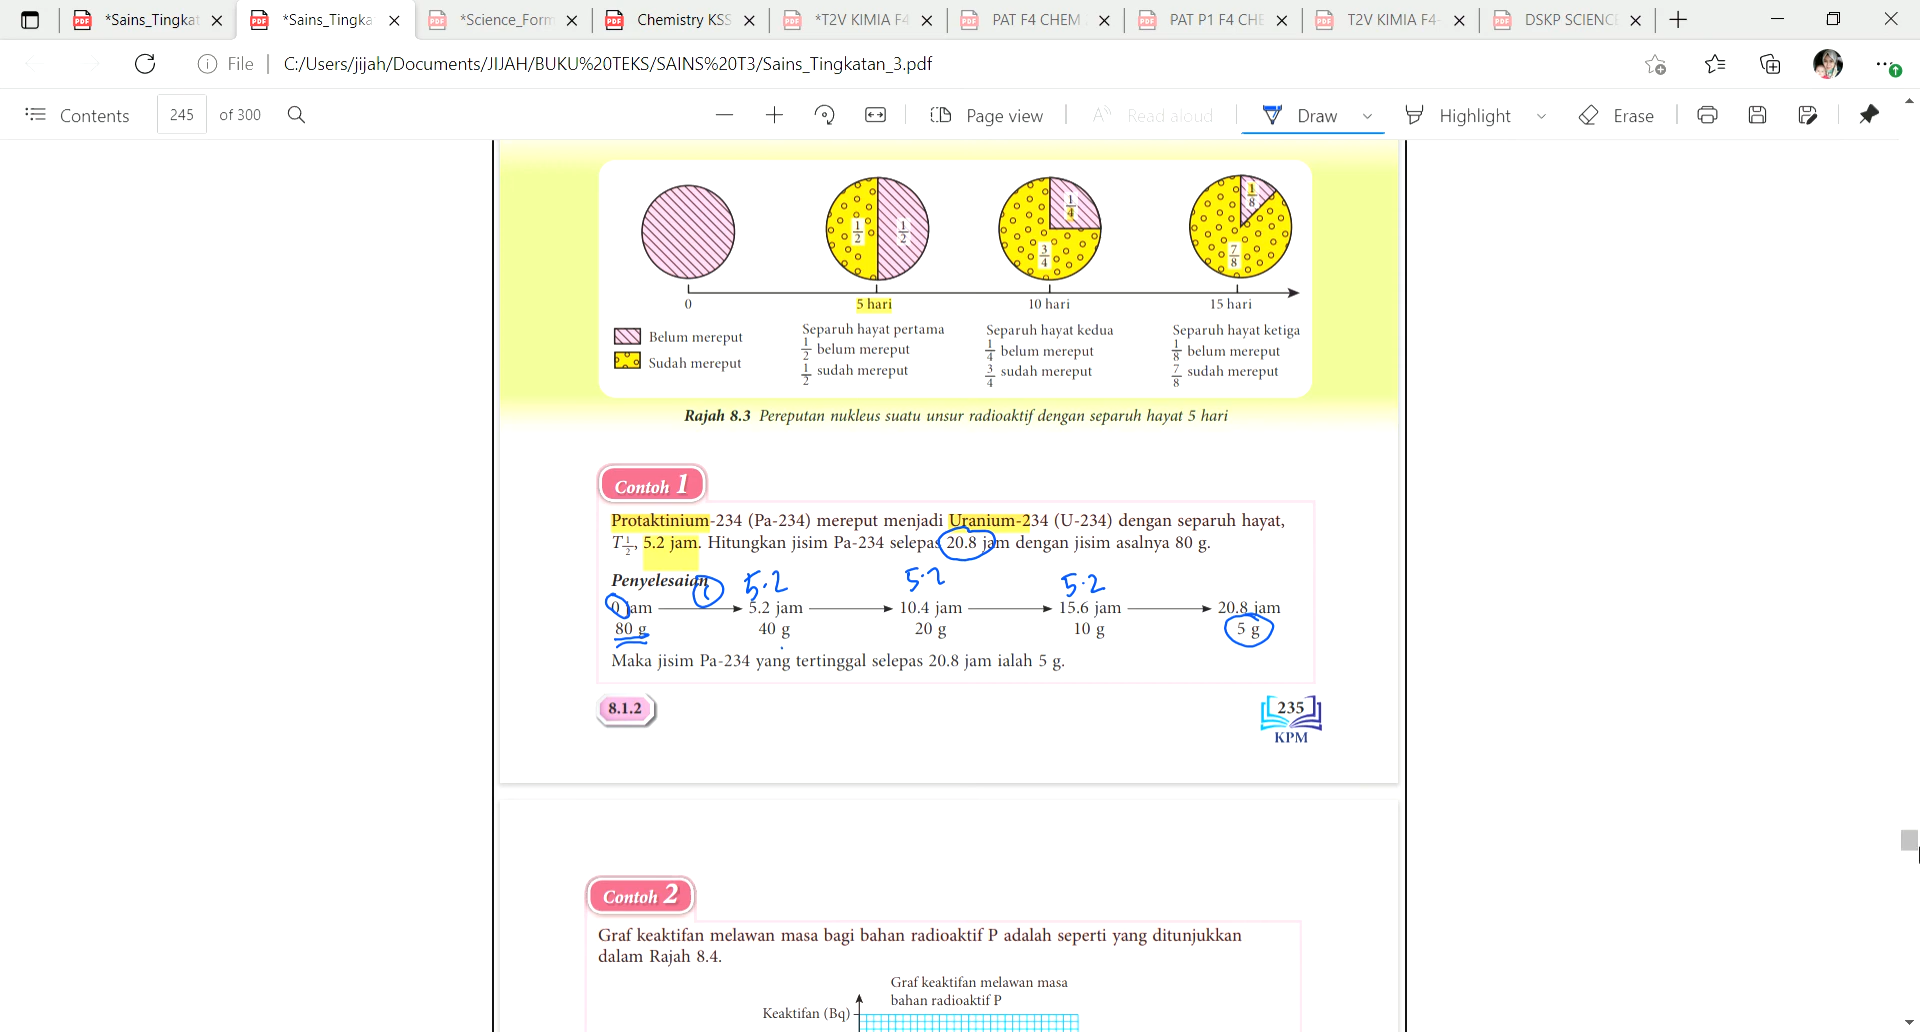 *Sains_Tingkat
*Sains_Tingka
*Science_Form
Chemistry KSS
*T2V KIMIA F4
PAT F4 CHEM
PAT P1 F4 CHE
T2V KIMIA F4
DSKP SCIENCE
File
C:/Users/jijah/Documents/JIJAH/BUKU%20TEKS/SAINS%20T3/Sains_Tingkatan_3.pdf
Contents
245
of 300
Page view
Read aloud
Draw
Highlight
Erase
1/2
1/2
1/4
3/4
1/8
7/8
0
5 hari
10 hari
15 hari
Belum mereput
Sudah mereput
Separuh hayat pertama
1/2 belum mereput
1/2 sudah mereput
Separuh hayat kedua
1/4 belum mereput
3/4 sudah mereput
Separuh hayat ketiga
1/8 belum mereput
7/8 sudah mereput
Rajah 8.3 Pereputan nukleus suatu unsur radioaktif dengan separuh hayat 5 hari
Contoh 1
Protaktinium-234 (Pa-234) mereput menjadi Uranium-234 (U-234) dengan separuh hayat,
T1/2, 5.2 jam. Hitungkan jisim Pa-234 selepas 20.8 jam dengan jisim asalnya 80 g.
Penyelesaian
1
5.2
5.2
5.2
0 jam
5.2 jam
10.4 jam
15.6 jam
20.8 jam
80 g
40 g
20 g
10 g
5 g
Maka jisim Pa-234 yang tertinggal selepas 20.8 jam ialah 5 g.
8.1.2
235
KPM
Contoh 2
Graf keaktifan melawan masa bagi bahan radioaktif P adalah seperti yang ditunjukkan
dalam Rajah 8.4.
Graf keaktifan melawan masa
bahan radioaktif P
Keaktifan (Bq)